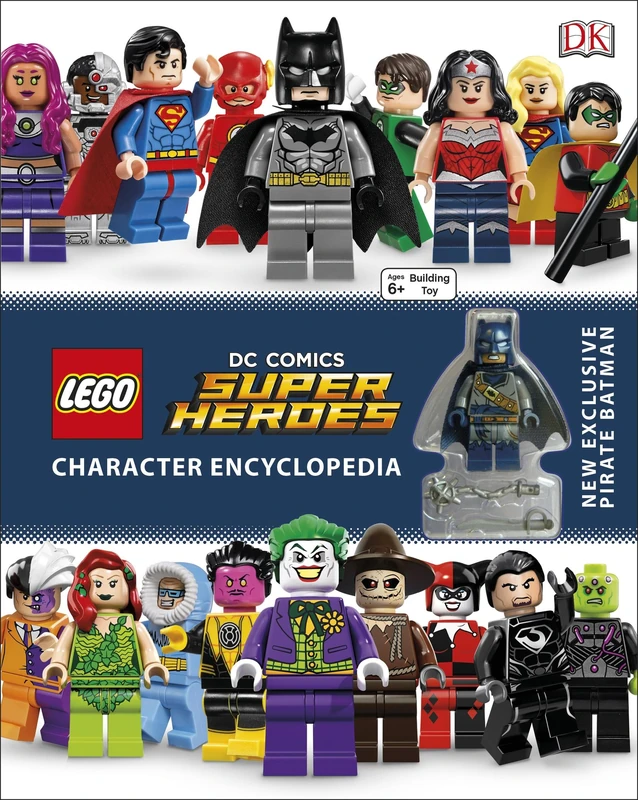 DK
Ages
6+
Building
Toy
LEGO
DC COMICS
SUPER
HEROES
CHARACTER ENCYCLOPEDIA
NEW EXCLUSIVE
PIRATE BATMAN